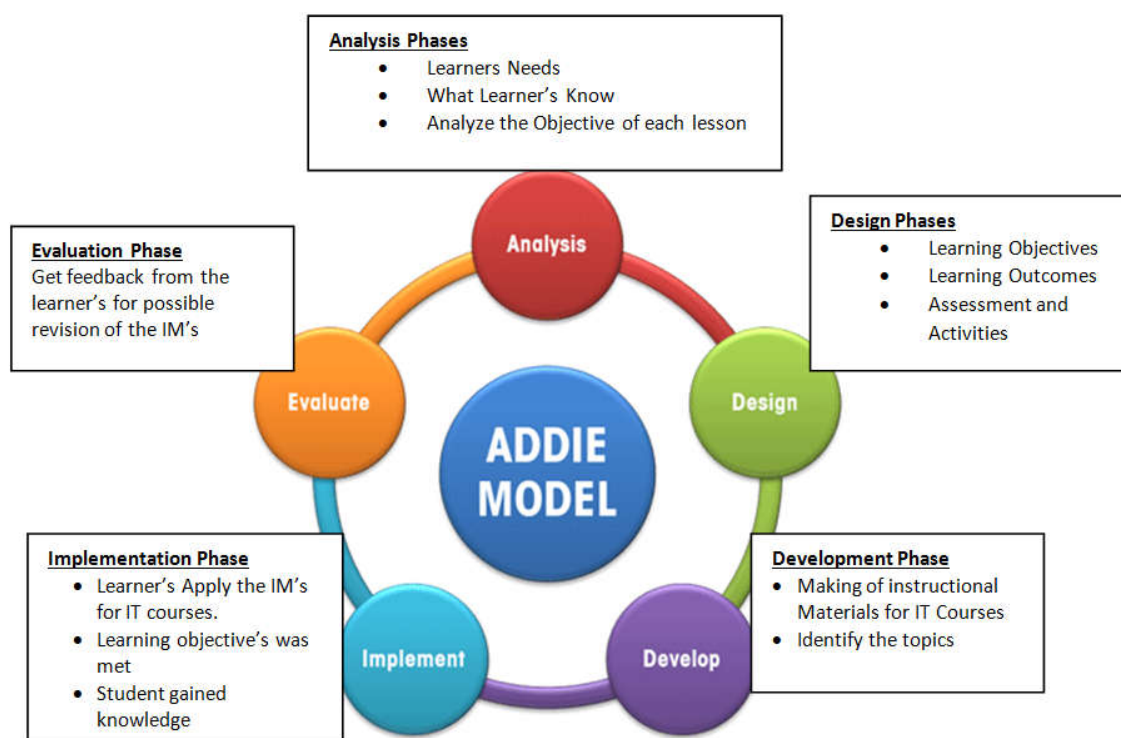 Analysis Phases
• Learners Needs
• What Learner's Know
• Analyze the Objective of each lesson
Analysis
Design Phases
• Learning Objectives
• Learning Outcomes
• Assessment and
Activities
Design
Evaluation Phase
Get feedback from the
learner's for possible
revision of the IM's
Evaluate
ADDIE
MODEL
Implementation Phase
• Learner's Apply the IM's
for IT courses.
• Learning objective's was
met
• Student gained
knowledge
Implement
Development Phase
• Making of instructional
Materials for IT Courses
• Identify the topics
Develop